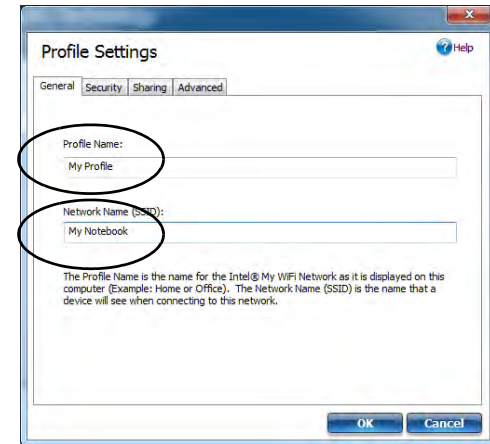 Profile Settings
Help
General Security Sharing Advanced
Profile Name:
My Profile
Network Name (SSID):
My Notebook
The Profile Name is the name for the Intel® My WiFi Network as it is displayed on this
computer (Example: Home or Office). The Network Name (SSID) is the name that a
device will see when connecting to this network.
OK Cancel